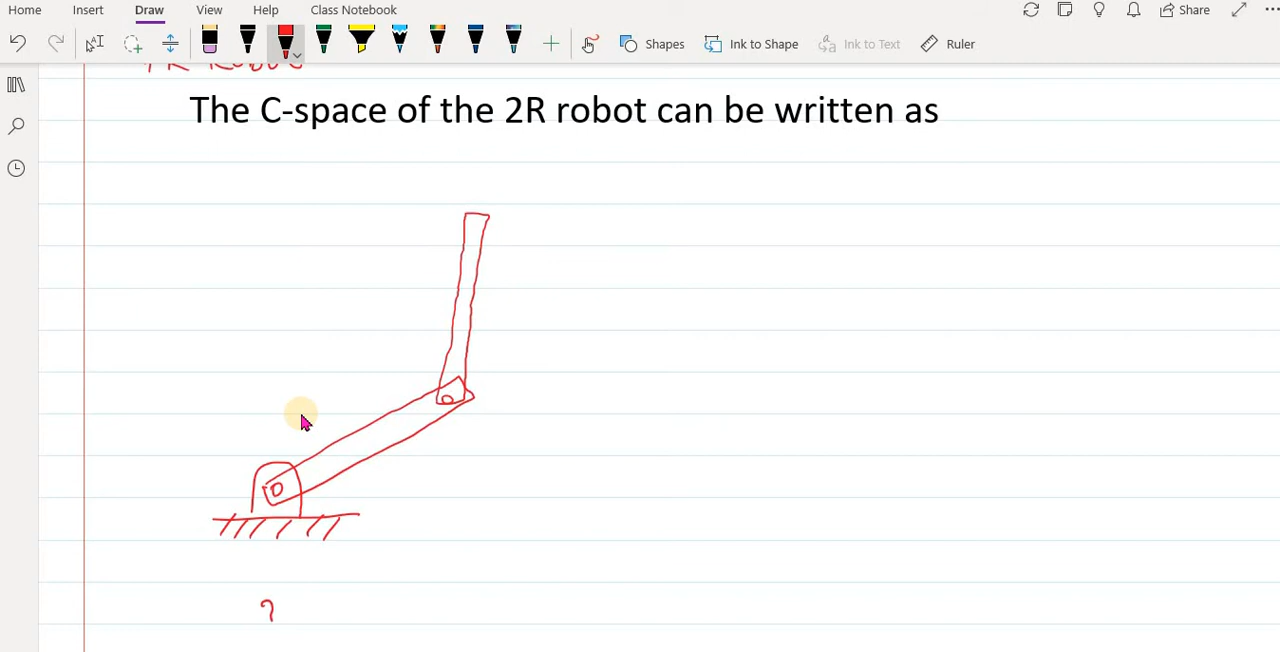 Home Insert Draw View Help Class Notebook Share
Shapes Ink to Shape Ink to Text Ruler
The C-space of the 2R robot can be written as
?